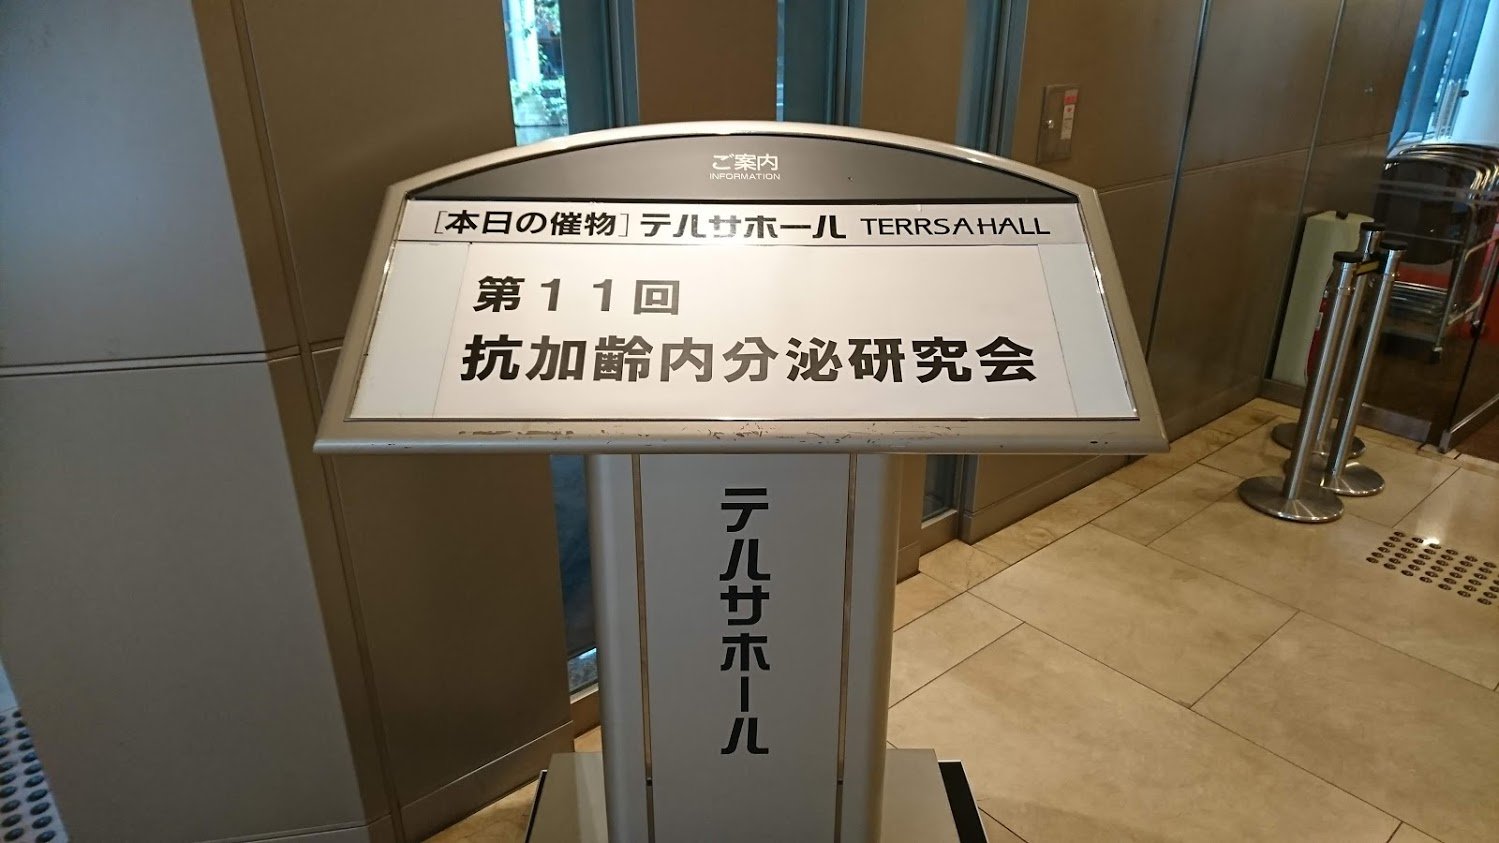 ご案内
INFORMATION
[本日の催物] テルサホール TERRSA HALL
第11回
抗加齢内分泌研究会
テルサホール